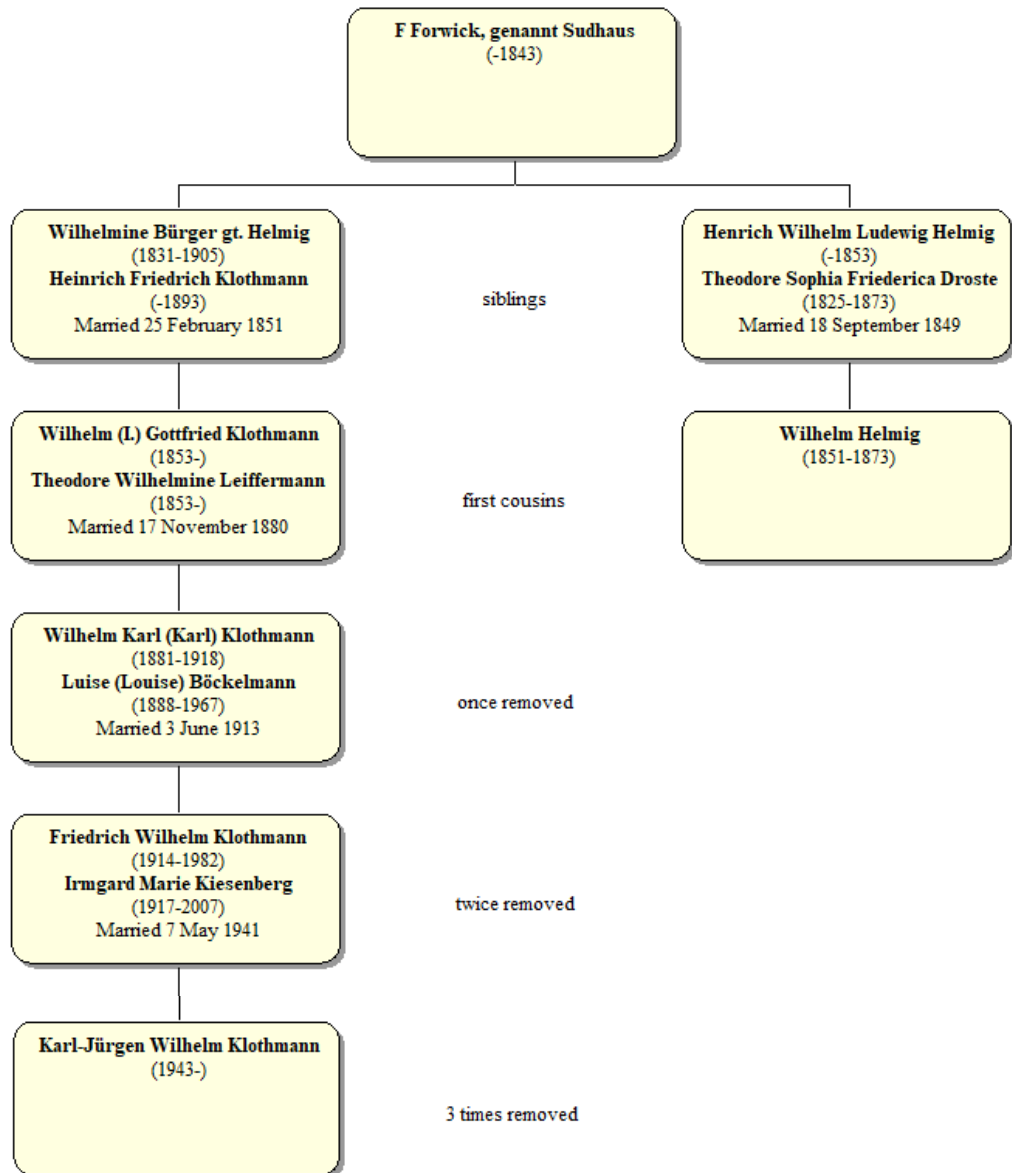 F Forwick, genannt Sudhaus
(-1843)
Wilhelmine Bürger gt. Helmig
(1831-1905)
Heinrich Friedrich Klothmann
(-1893)
Married 25 February 1851
siblings
Henrich Wilhelm Ludewig Helmig
(-1853)
Theodore Sophia Friederica Droste
(1825-1873)
Married 18 September 1849
Wilhelm (I.) Gottfried Klothmann
(1853-)
Theodore Wilhelmine Leiffermann
(1853-)
Married 17 November 1880
first cousins
Wilhelm Helmig
(1851-1873)
Wilhelm Karl (Karl) Klothmann
(1881-1918)
Luise (Louise) Böckelmann
(1888-1967)
Married 3 June 1913
once removed
Friedrich Wilhelm Klothmann
(1914-1982)
Irmgard Marie Kiesenberg
(1917-2007)
Married 7 May 1941
twice removed
Karl-Jürgen Wilhelm Klothmann
(1943-)
3 times removed